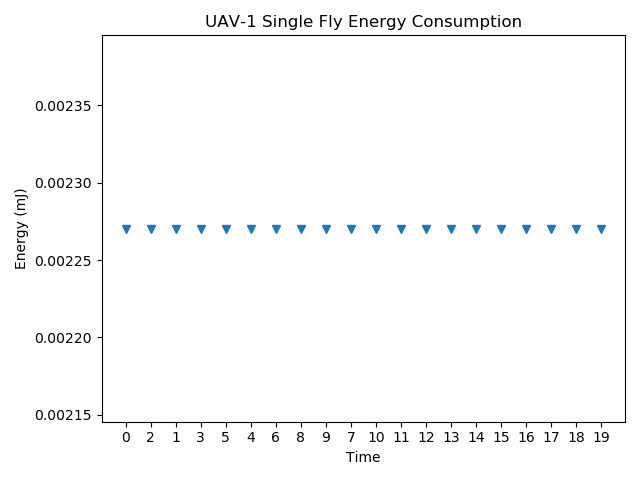 UAV-1 Single Fly Energy Consumption
Energy (mJ)
0.00235
0.00230
0.00225
0.00220
0.00215
0 2 1 3 5 4 6 8 9 7 10 11 12 13 14 15 16 17 18 19
Time